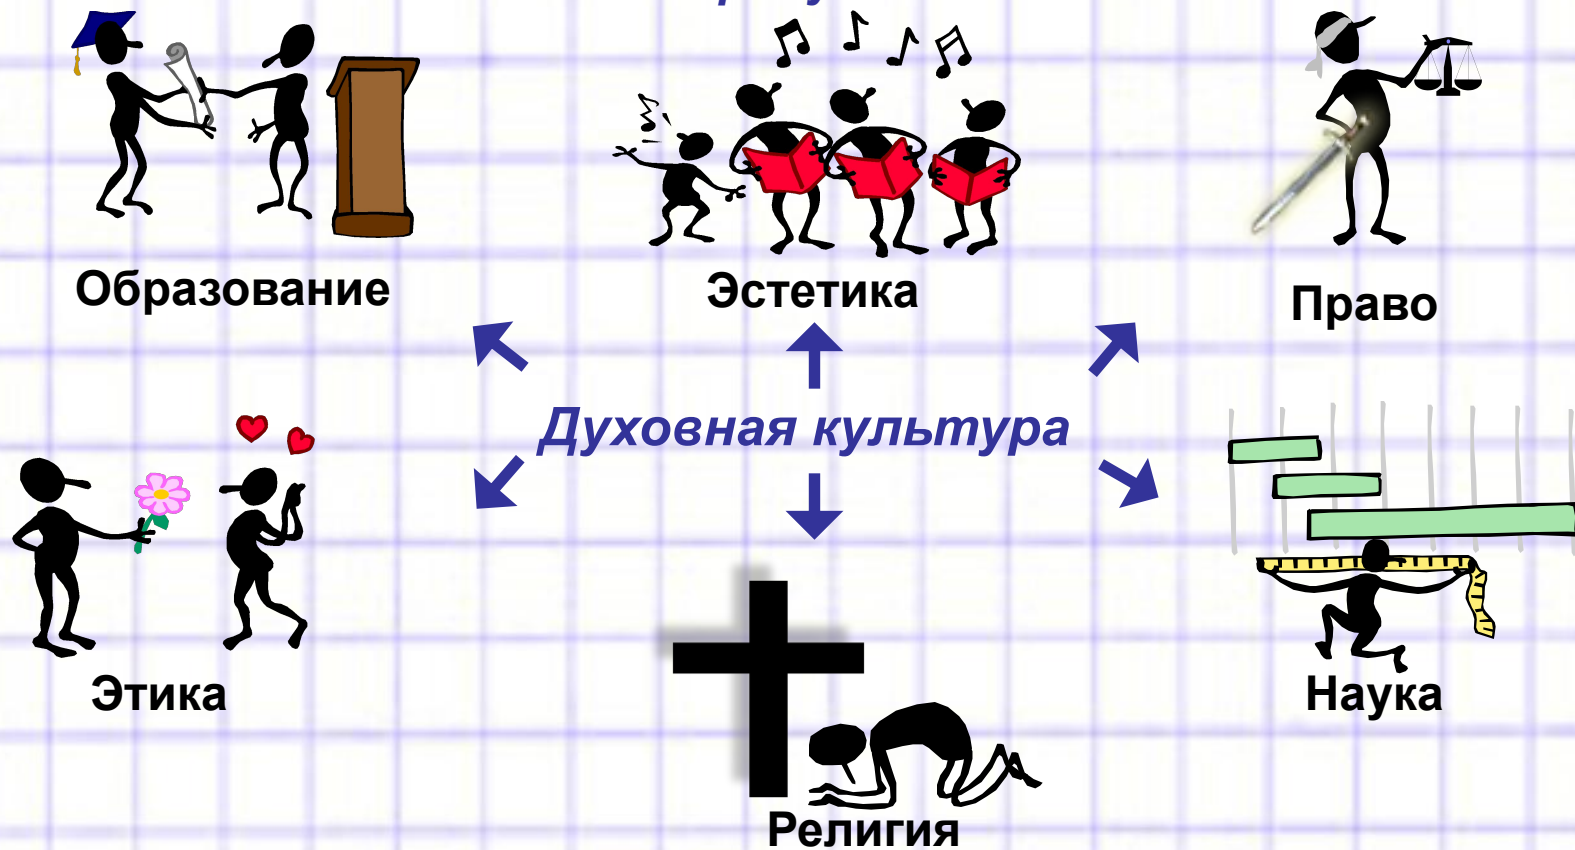 Образование
Эстетика
Право
Духовная культура
Этика
Наука
Религия